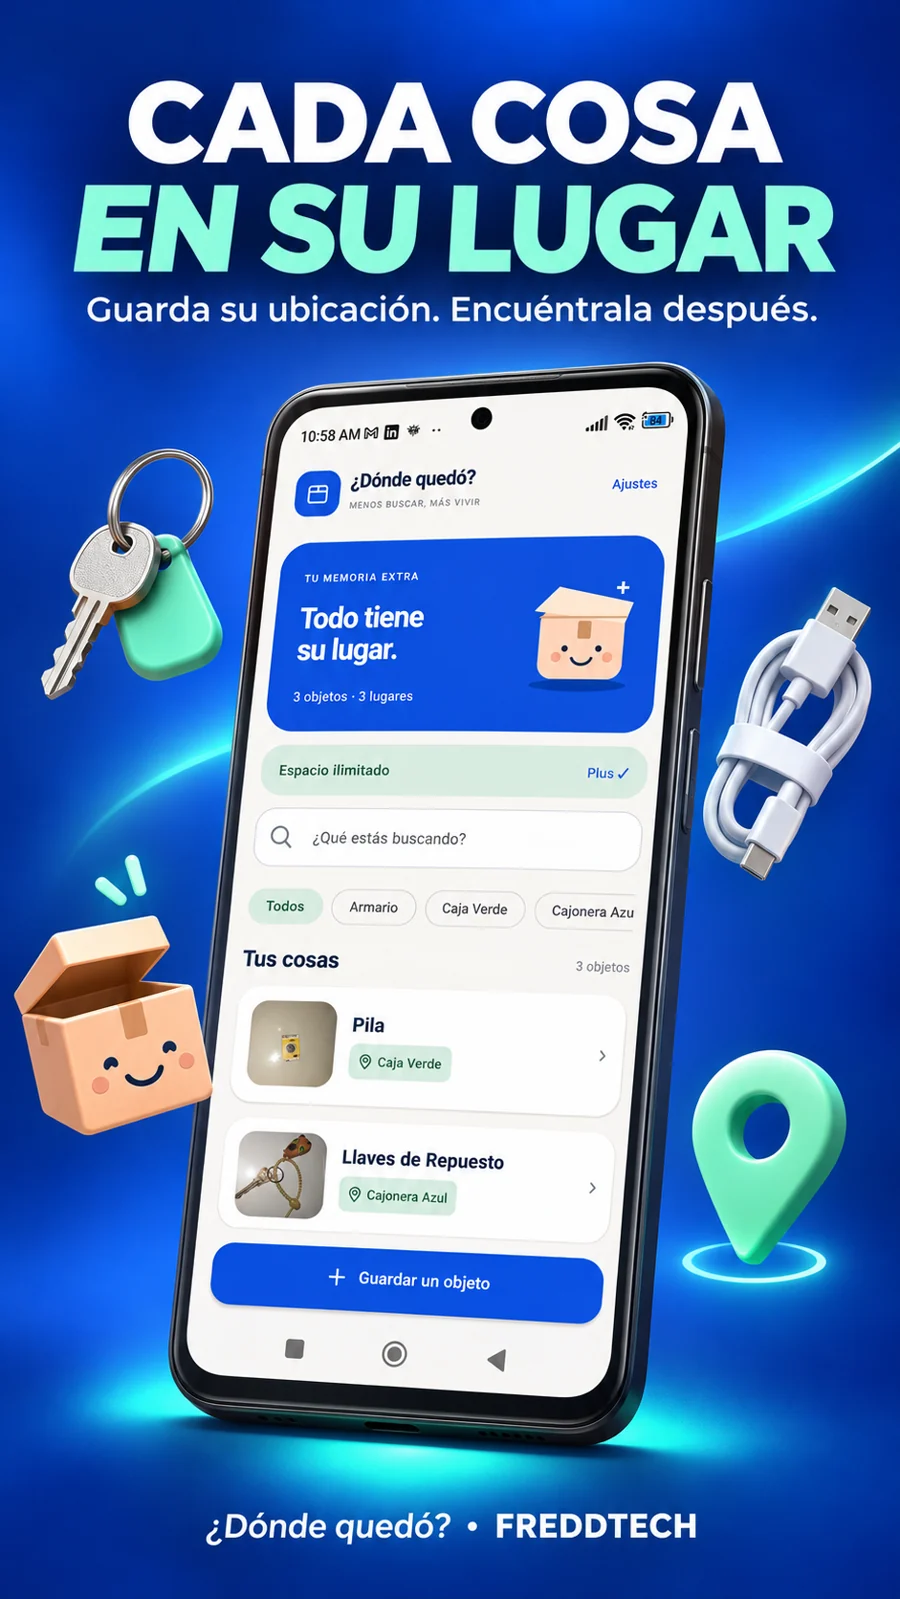 CADA COSA
EN SU LUGAR
Guarda su ubicación. Encuéntrala después.
10:58 AM
84
¿Dónde quedó?
MENOS BUSCAR, MÁS VIVIR
Ajustes
TU MEMORIA EXTRA
Todo tiene
su lugar.
3 objetos · 3 lugares
Espacio ilimitado
Plus ✓
¿Qué estás buscando?
Todos
Armario
Caja Verde
Cajonera Azu
Tus cosas
3 objetos
Pila
Caja Verde
Llaves de Repuesto
Cajonera Azul
+ Guardar un objeto
¿Dónde quedó? • FREDDTECH